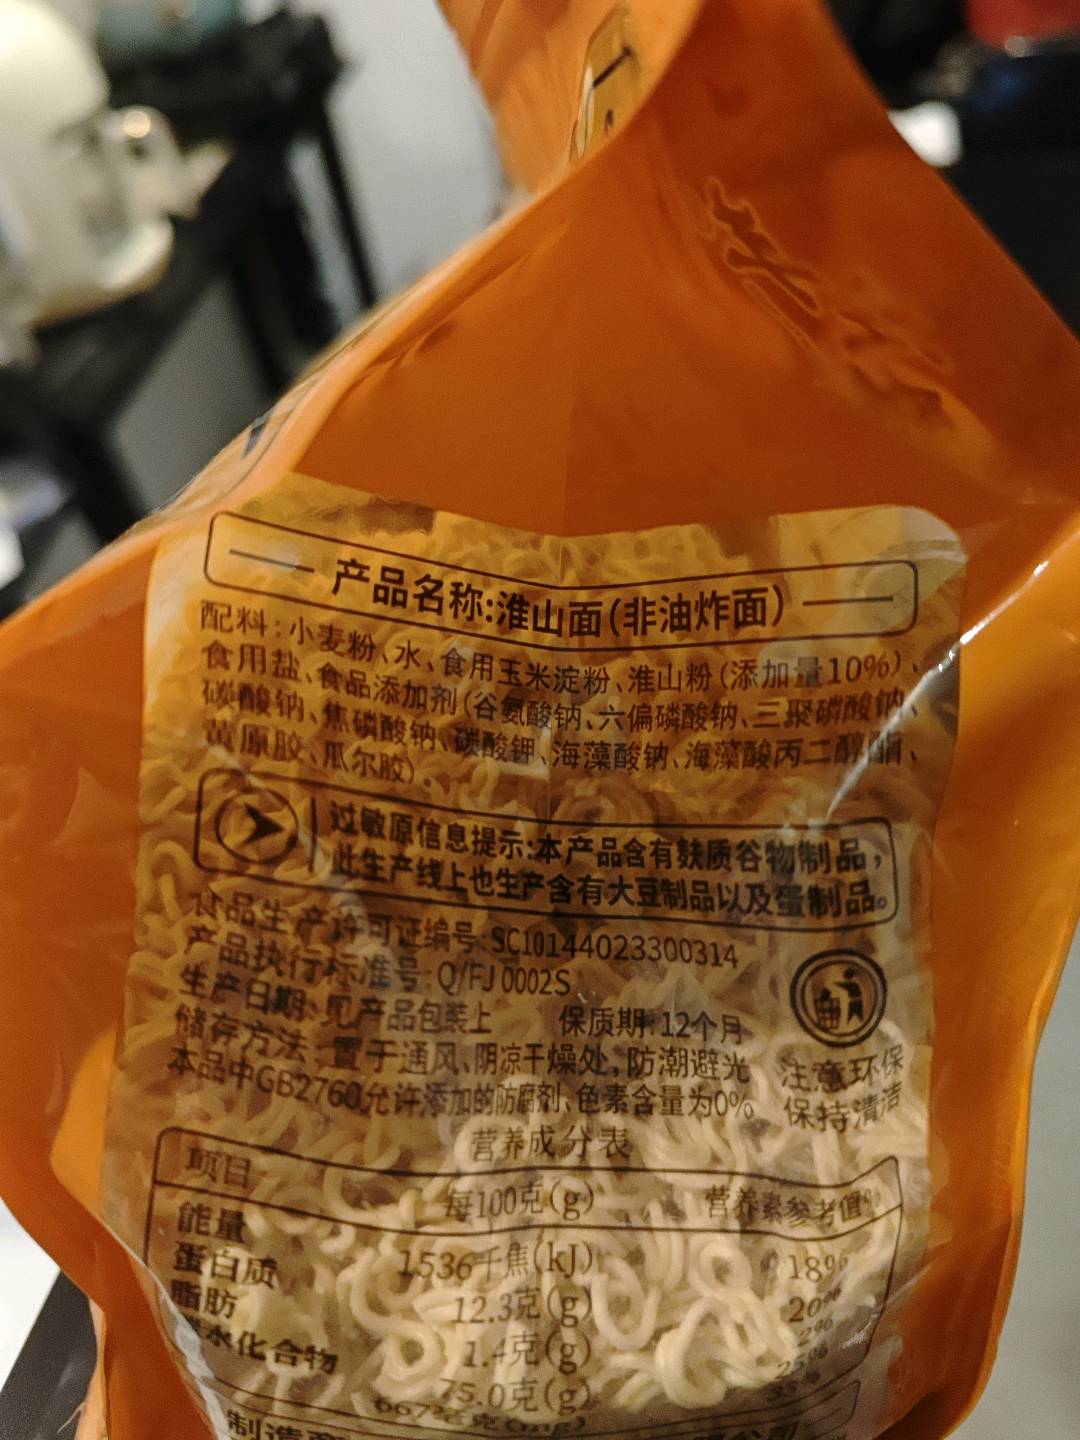 产品名称:淮山面(非油炸面)
配料:小麦粉、水、食用玉米淀粉、淮山粉(添加量10%)、
食用盐、食品添加剂(谷氨酸钠、六偏磷酸钠、三聚磷酸钠、
碳酸钠、焦磷酸钠、碳酸钾、海藻酸钠、海藻酸丙二醇酯、
黄原胶、瓜尔胶)。
过敏原信息提示:本产品含有麸质谷物制品,
此生产线上也生产含有大豆制品以及蛋制品。
食品生产许可证编号:SC10144023300314
产品执行标准号:Q/FJ 0002S
生产日期:见产品包装上 保质期:12个月
储存方法:置于通风、阴凉干燥处,防潮避光
本品中GB2760允许添加的防腐剂、色素含量为0%
注意环保
保持清洁
营养成分表
项目 每100克(g) 营养素参考值%
能量 1536千焦(kJ) 18%
蛋白质 12.3克(g) 20%
脂肪 1.4克(g) 2%
水化合物 75.0克(g) 25%
667毫克(mg) 33%
制造商
限公司